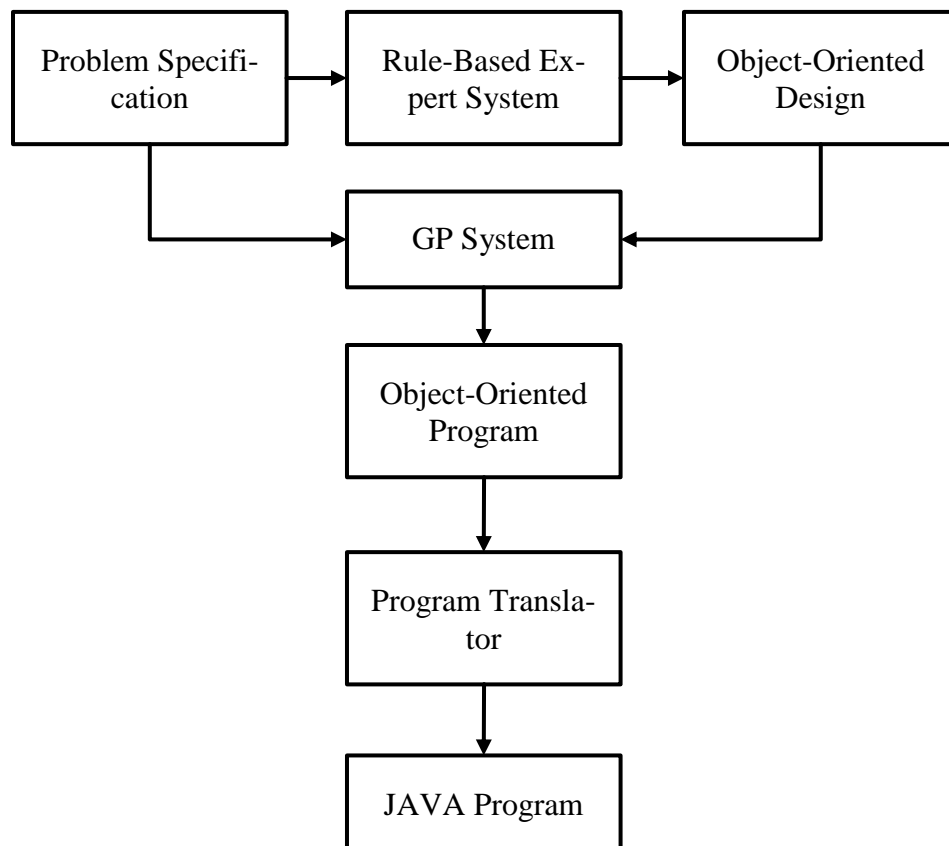 Problem Specifi-
cation
Rule-Based Ex-
pert System
Object-Oriented
Design
GP System
Object-Oriented
Program
Program Transla-
tor
JAVA Program